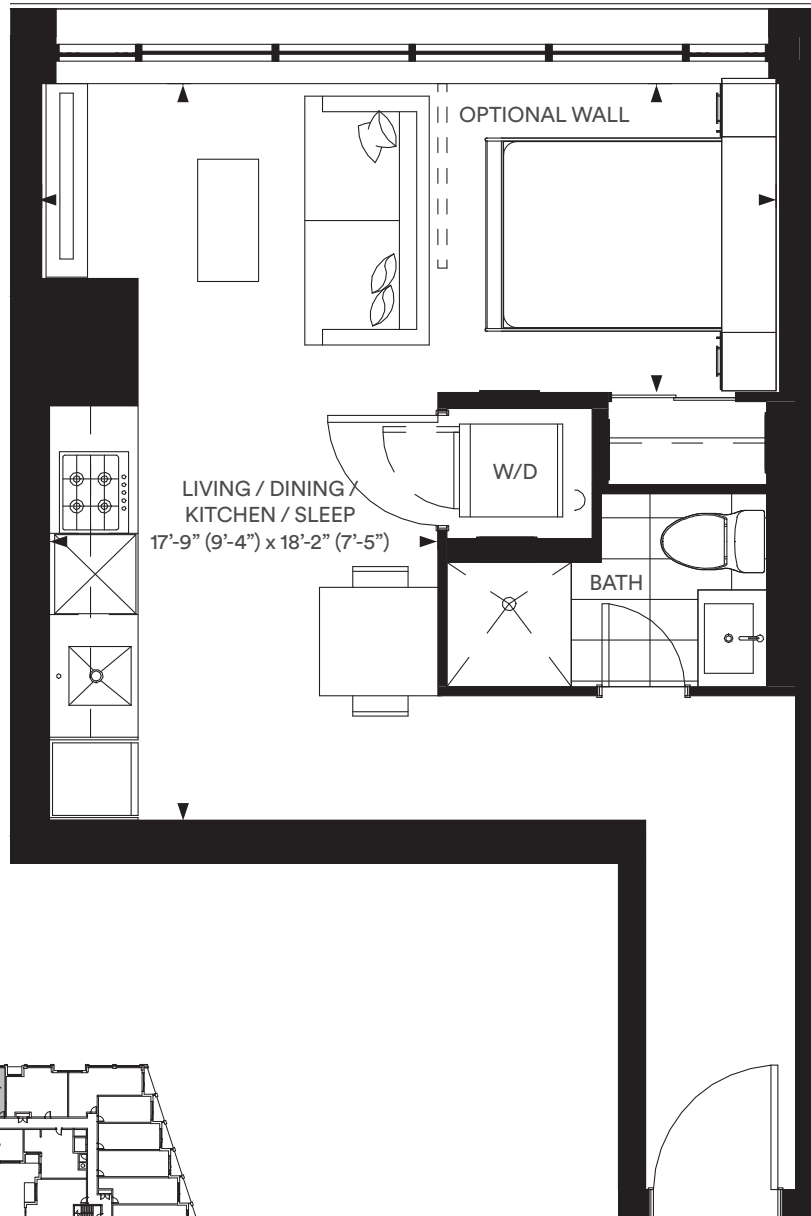 OPTIONAL WALL
W/D
LIVING / DINING /
KITCHEN / SLEEP
17’-9” (9’-4”) x 18’-2” (7’-5”)
BATH